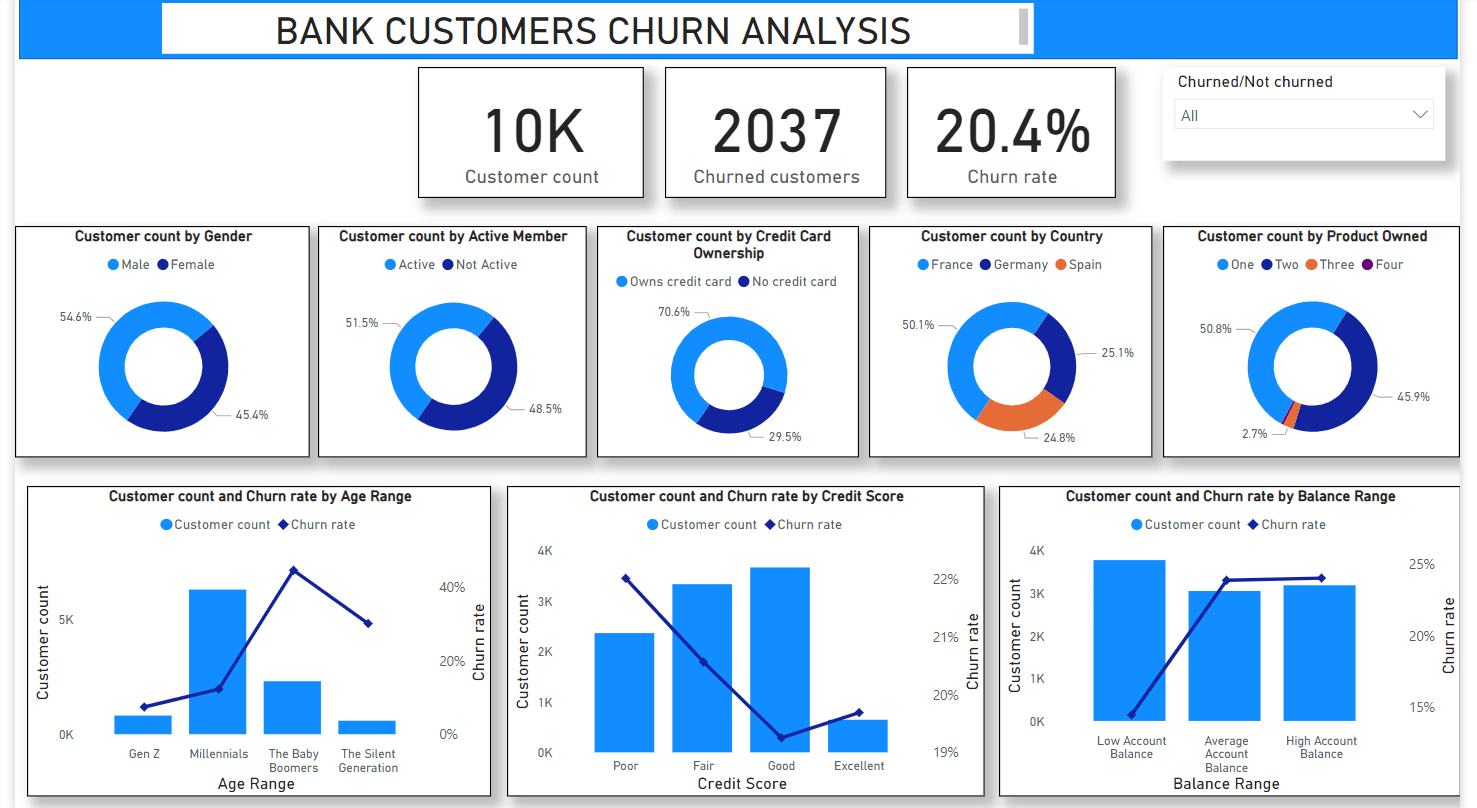 BANK CUSTOMERS CHURN ANALYSIS
10K
Customer count
2037
Churned customers
20.4%
Churn rate
Churned/Not churned
All
Customer count by Gender
Male Female
54.6%
45.4%
Customer count by Active Member
Active Not Active
51.5%
48.5%
Customer count by Credit Card
Ownership
Owns credit card No credit card
70.6%
29.5%
Customer count by Country
France Germany Spain
50.1%
25.1%
24.8%
Customer count by Product Owned
One Two Three Four
50.8%
45.9%
2.7%
Customer count and Churn rate by Age Range
Customer count Churn rate
Customer count
5K
0K
40%
20%
0%
Churn rate
Gen Z
Millennials
The Baby
Boomers
The Silent
Generation
Age Range
Customer count and Churn rate by Credit Score
Customer count Churn rate
Customer count
4K
3K
2K
1K
0K
22%
21%
20%
19%
Churn rate
Poor
Fair
Good
Excellent
Credit Score
Customer count and Churn rate by Balance Range
Customer count Churn rate
Customer count
4K
3K
2K
1K
0K
25%
20%
15%
Churn rate
Low Account
Balance
Average
Account
Balance
High Account
Balance
Balance Range